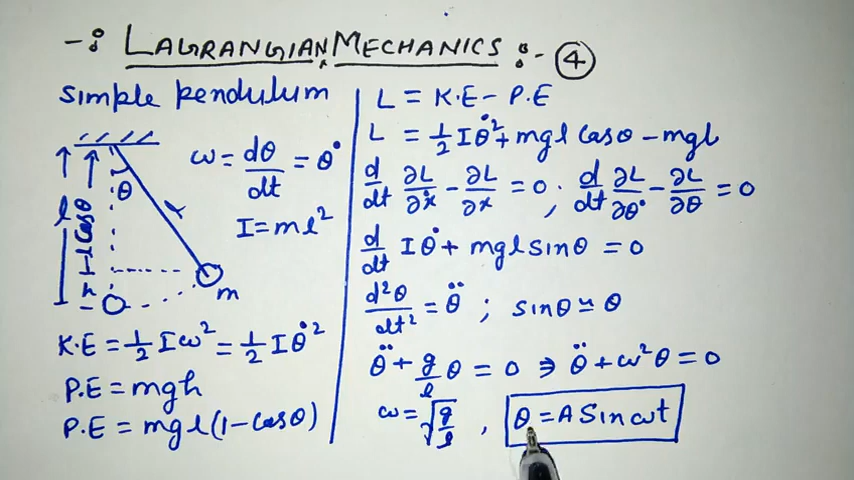 -: LAGRANGIAN MECHANICS :- ④
Simple pendulum
θ
l
l Cosθ
h
m
ω = dθ/dt = θ̇
I = ml²
K.E = 1/2 Iω² = 1/2 Iθ̇²
P.E = mgh
P.E = mgl(1-Cosθ)
L = K.E - P.E
L = 1/2 Iθ̇² + mgl Cosθ - mgl
d/dt ∂L/∂ẋ - ∂L/∂x = 0 ; d/dt ∂L/∂θ̇ - ∂L/∂θ = 0
d/dt Iθ̇ + mgl sinθ = 0
d²θ/dt² = θ̈ ; sinθ ≃ θ
θ̈ + g/l θ = 0 ⇒ θ̈ + ω²θ = 0
ω = √g/l , θ = A Sin ωt